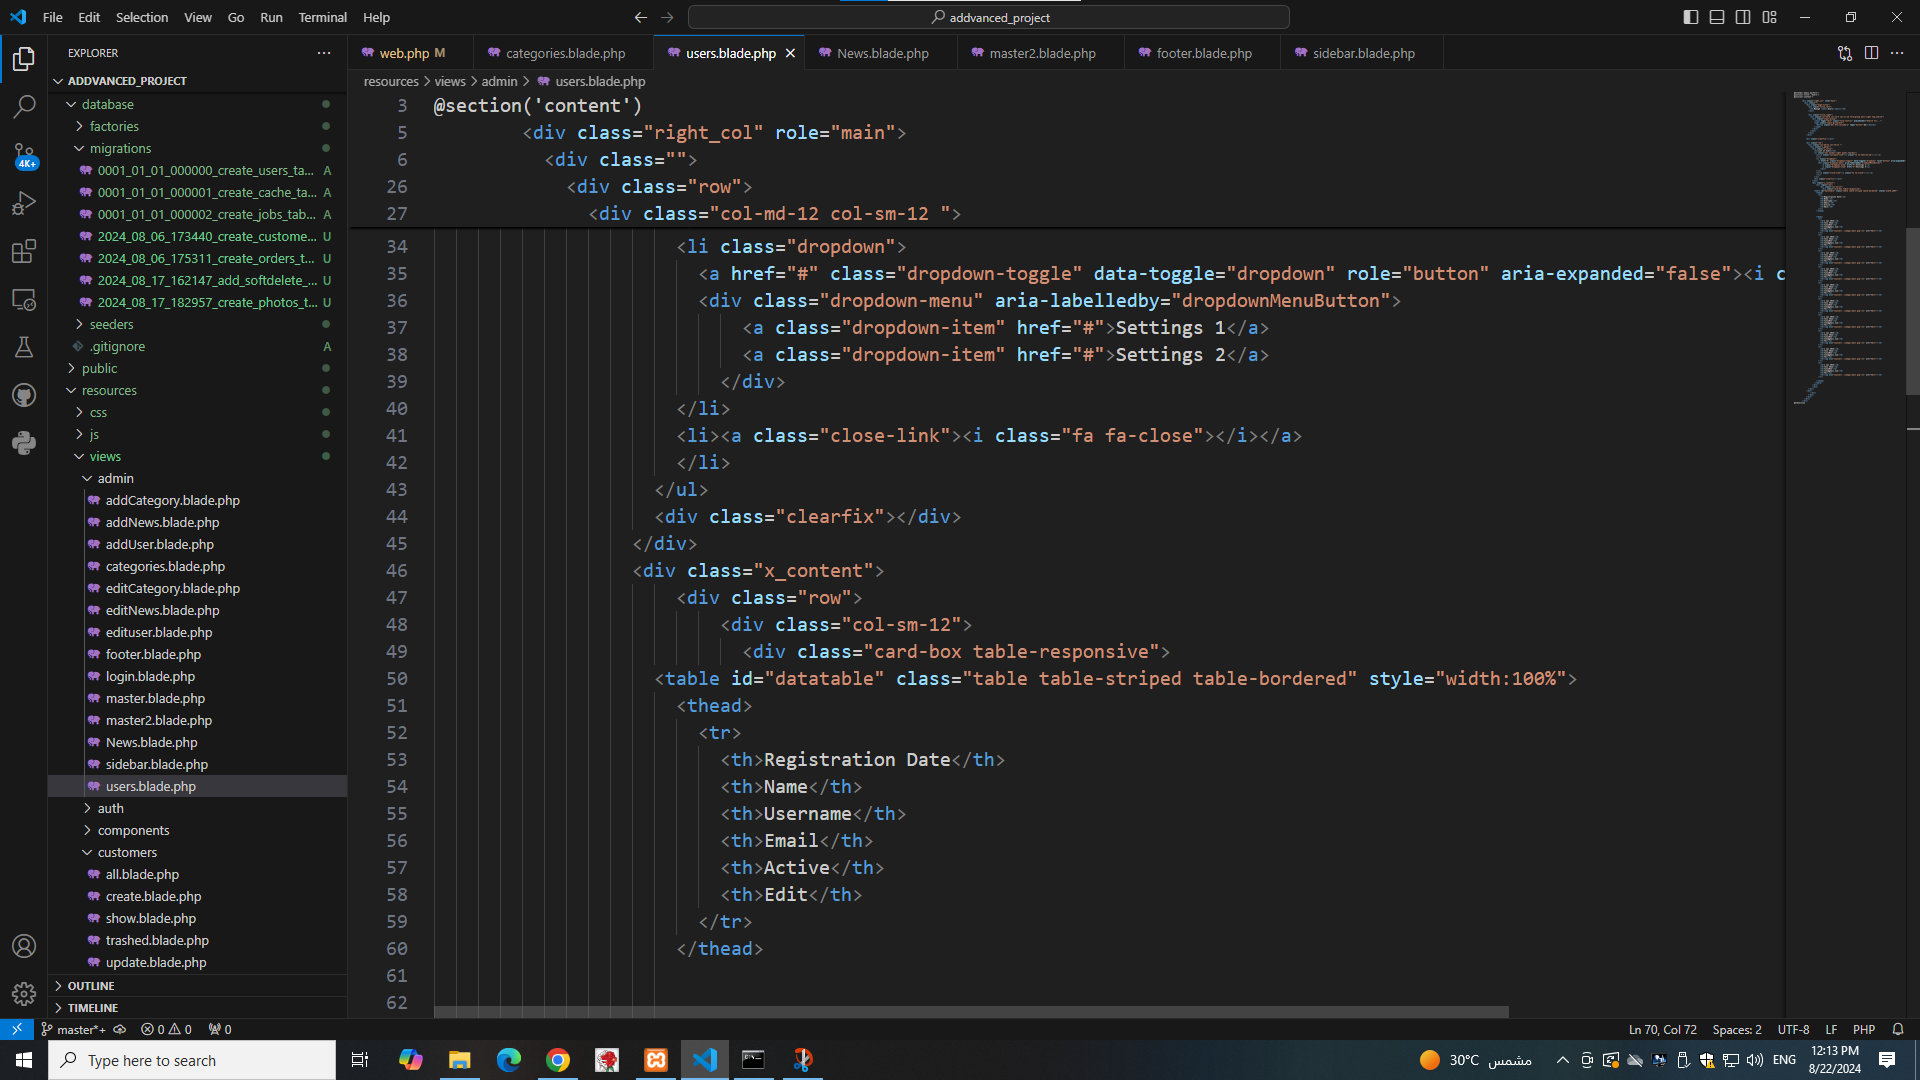 File Edit Selection View Go Run Terminal Help
addvanced_project
EXPLORER
ADDVANCED_PROJECT
database
factories
migrations
0001_01_01_000000_create_users_ta... A
0001_01_01_000001_create_cache_ta... A
0001_01_01_000002_create_jobs_tab... A
2024_08_06_173440_create_custome... U
2024_08_06_175311_create_orders_t... U
2024_08_17_162147_add_softdelete_... U
2024_08_17_182957_create_photos_t... U
seeders
.gitignore A
public
resources
css
js
views
admin
addCategory.blade.php
addNews.blade.php
addUser.blade.php
categories.blade.php
editCategory.blade.php
editNews.blade.php
edituser.blade.php
footer.blade.php
login.blade.php
master.blade.php
master2.blade.php
News.blade.php
sidebar.blade.php
users.blade.php
auth
components
customers
all.blade.php
create.blade.php
show.blade.php
trashed.blade.php
update.blade.php
OUTLINE
TIMELINE
4K+
web.php M categories.blade.php users.blade.php News.blade.php master2.blade.php footer.blade.php sidebar.blade.php
resources > views > admin > users.blade.php
3 @section('content')
5 <div class="right_col" role="main">
6 <div class="">
26 <div class="row">
27 <div class="col-md-12 col-sm-12 ">
34 <li class="dropdown">
35 <a href="#" class="dropdown-toggle" data-toggle="dropdown" role="button" aria-expanded="false"><i c
36 <div class="dropdown-menu" aria-labelledby="dropdownMenuButton">
37 <a class="dropdown-item" href="#">Settings 1</a>
38 <a class="dropdown-item" href="#">Settings 2</a>
39 </div>
40 </li>
41 <li><a class="close-link"><i class="fa fa-close"></i></a>
42 </li>
43 </ul>
44 <div class="clearfix"></div>
45 </div>
46 <div class="x_content">
47 <div class="row">
48 <div class="col-sm-12">
49 <div class="card-box table-responsive">
50 <table id="datatable" class="table table-striped table-bordered" style="width:100%">
51 <thead>
52 <tr>
53 <th>Registration Date</th>
54 <th>Name</th>
55 <th>Username</th>
56 <th>Email</th>
57 <th>Active</th>
58 <th>Edit</th>
59 </tr>
60 </thead>
61
62
master*+ 0 0 0 Ln 70, Col 72 Spaces: 2 UTF-8 LF PHP
Type here to search 30°C مشمس ENG 12:13 PM
8/22/2024